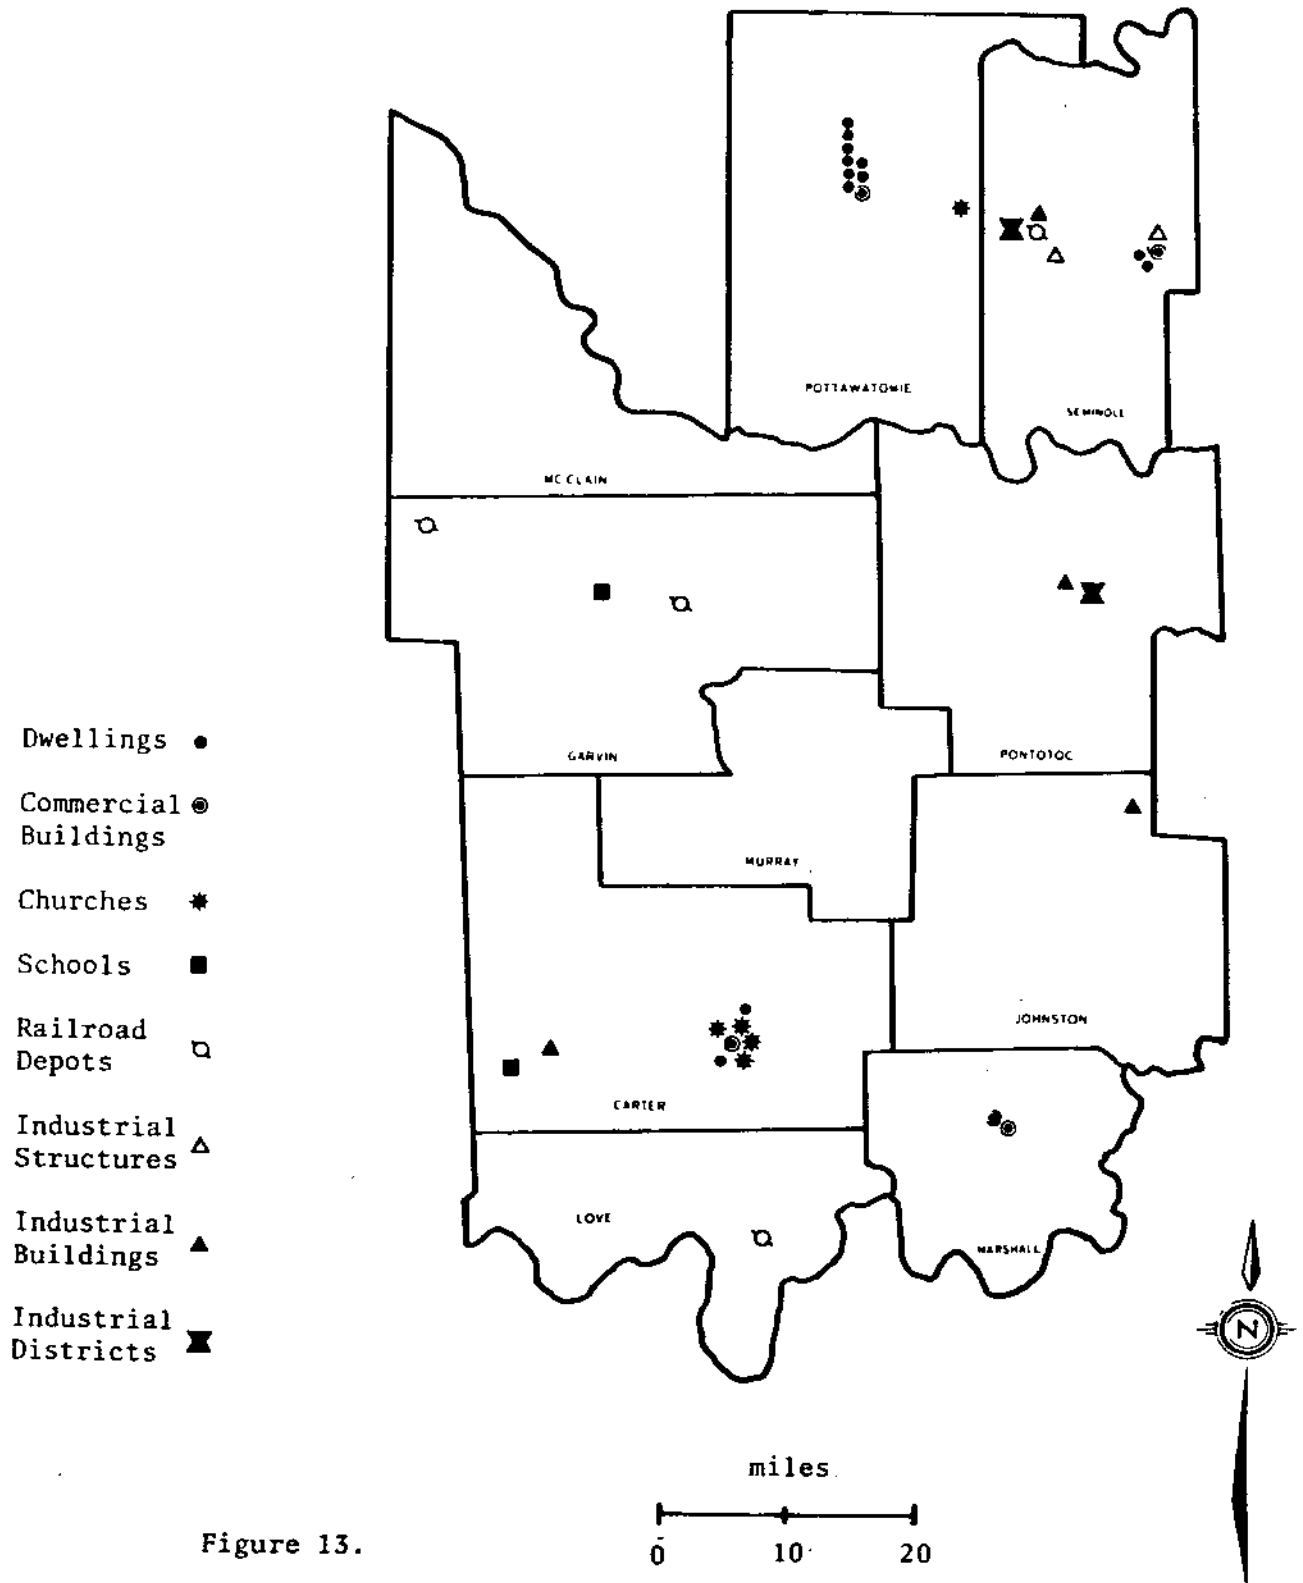 POTTAWATOMIE
SEMINOLE
MC CLAIN
GARVIN
PONTOTOC
MURRAY
JOHNSTON
CARTER
LOVE
MARSHALL
Dwellings
Commercial
Buildings
Churches
Schools
Railroad
Depots
Industrial
Structures
Industrial
Buildings
Industrial
Districts
N
miles
0 10 20
Figure 13.